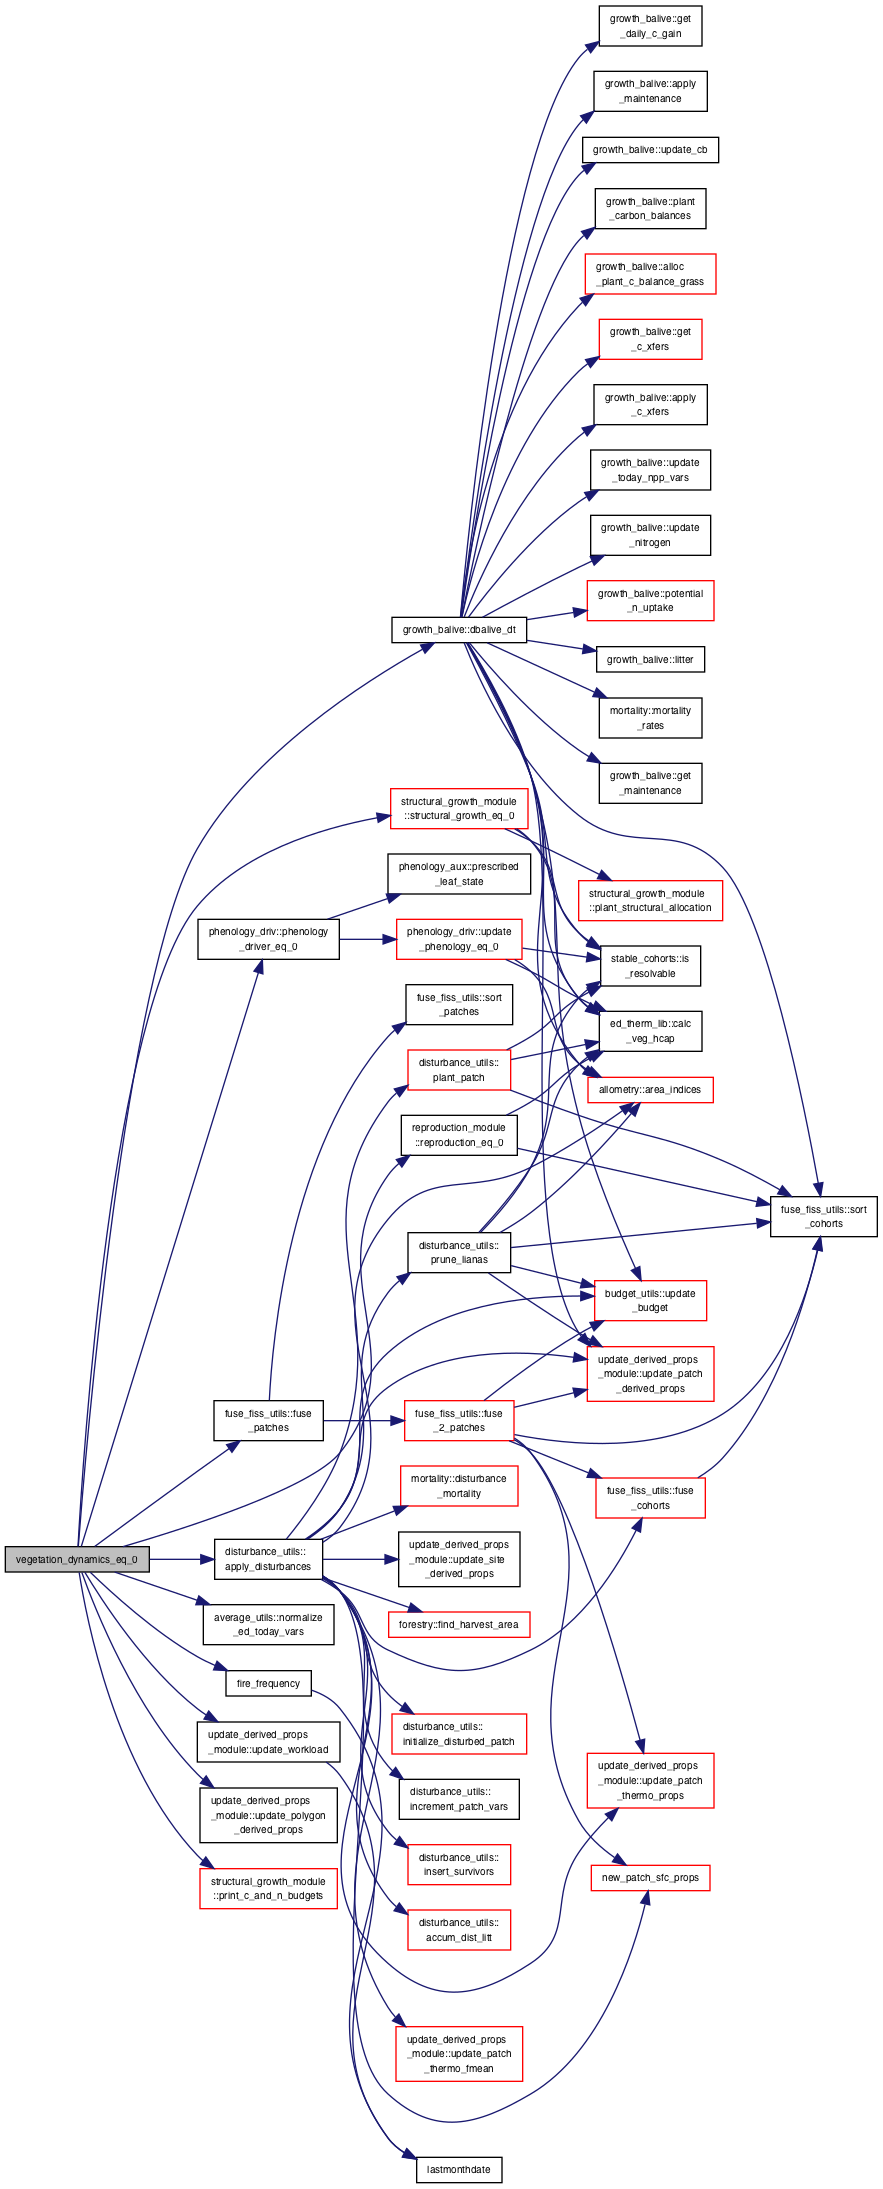 growth_balive::get
_daily_c_gain
growth_balive::apply
_maintenance
growth_balive::update_cb
growth_balive::plant
_carbon_balances
growth_balive::alloc
_plant_c_balance_grass
growth_balive::get
_c_xfers
growth_balive::apply
_c_xfers
growth_balive::update
_today_npp_vars
growth_balive::update
_nitrogen
growth_balive::potential
_n_uptake
growth_balive::dbalive_dt
growth_balive::litter
mortality::mortality
_rates
growth_balive::get
_maintenance
structural_growth_module
::structural_growth_eq_0
phenology_aux::prescribed
_leaf_state
structural_growth_module
::plant_structural_allocation
phenology_driv::phenology
_driver_eq_0
phenology_driv::update
_phenology_eq_0
stable_cohorts::is
_resolvable
fuse_fiss_utils::sort
_patches
ed_therm_lib::calc
_veg_hcap
disturbance_utils::
plant_patch
allometry::area_indices
reproduction_module
::reproduction_eq_0
fuse_fiss_utils::sort
_cohorts
disturbance_utils::
prune_lianas
budget_utils::update
_budget
update_derived_props
_module::update_patch
_derived_props
fuse_fiss_utils::fuse
_patches
fuse_fiss_utils::fuse
_2_patches
mortality::disturbance
_mortality
fuse_fiss_utils::fuse
_cohorts
vegetation_dynamics_eq_0
disturbance_utils::
apply_disturbances
update_derived_props
_module::update_site
_derived_props
average_utils::normalize
_ed_today_vars
forestry::find_harvest_area
fire_frequency
update_derived_props
_module::update_workload
disturbance_utils::
initialize_disturbed_patch
update_derived_props
_module::update_patch
_thermo_props
update_derived_props
_module::update_polygon
_derived_props
disturbance_utils::
increment_patch_vars
structural_growth_module
::print_c_and_n_budgets
disturbance_utils::
insert_survivors
new_patch_sfc_props
disturbance_utils::
accum_dist_litt
update_derived_props
_module::update_patch
_thermo_fmean
lastmonthdate